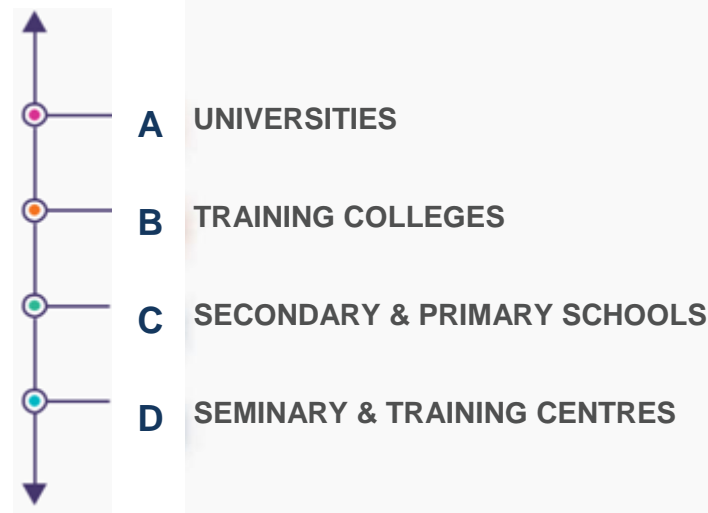 A UNIVERSITIES
B TRAINING COLLEGES
C SECONDARY & PRIMARY SCHOOLS
D SEMINARY & TRAINING CENTRES